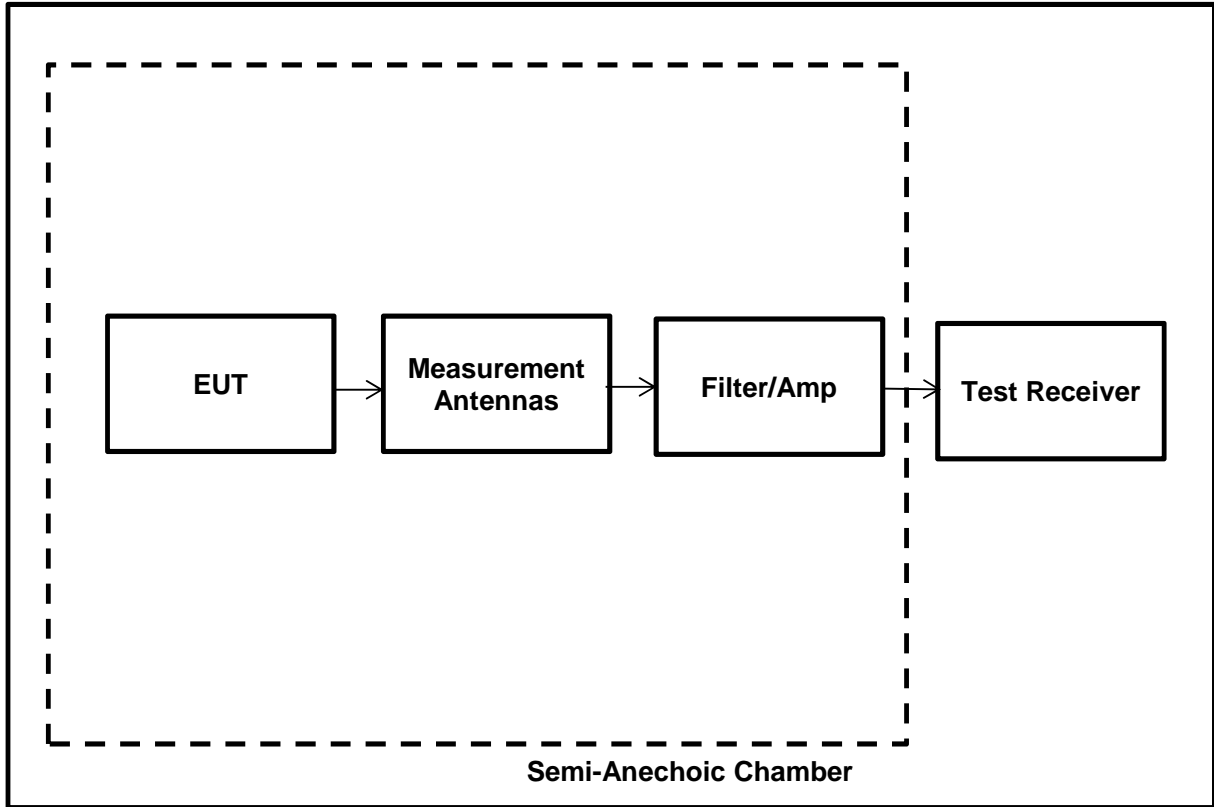 EUT
Measurement
Antennas
Filter/Amp
Test Receiver
Semi-Anechoic Chamber